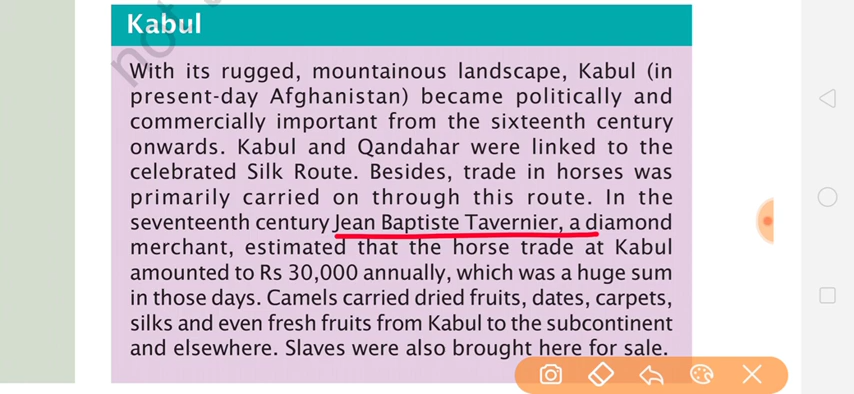 Kabul
With its rugged, mountainous landscape, Kabul (in
present-day Afghanistan) became politically and
commercially important from the sixteenth century
onwards. Kabul and Qandahar were linked to the
celebrated Silk Route. Besides, trade in horses was
primarily carried on through this route. In the
seventeenth century Jean Baptiste Tavernier, a diamond
merchant, estimated that the horse trade at Kabul
amounted to Rs 30,000 annually, which was a huge sum
in those days. Camels carried dried fruits, dates, carpets,
silks and even fresh fruits from Kabul to the subcontinent
and elsewhere. Slaves were also brought here for sale.